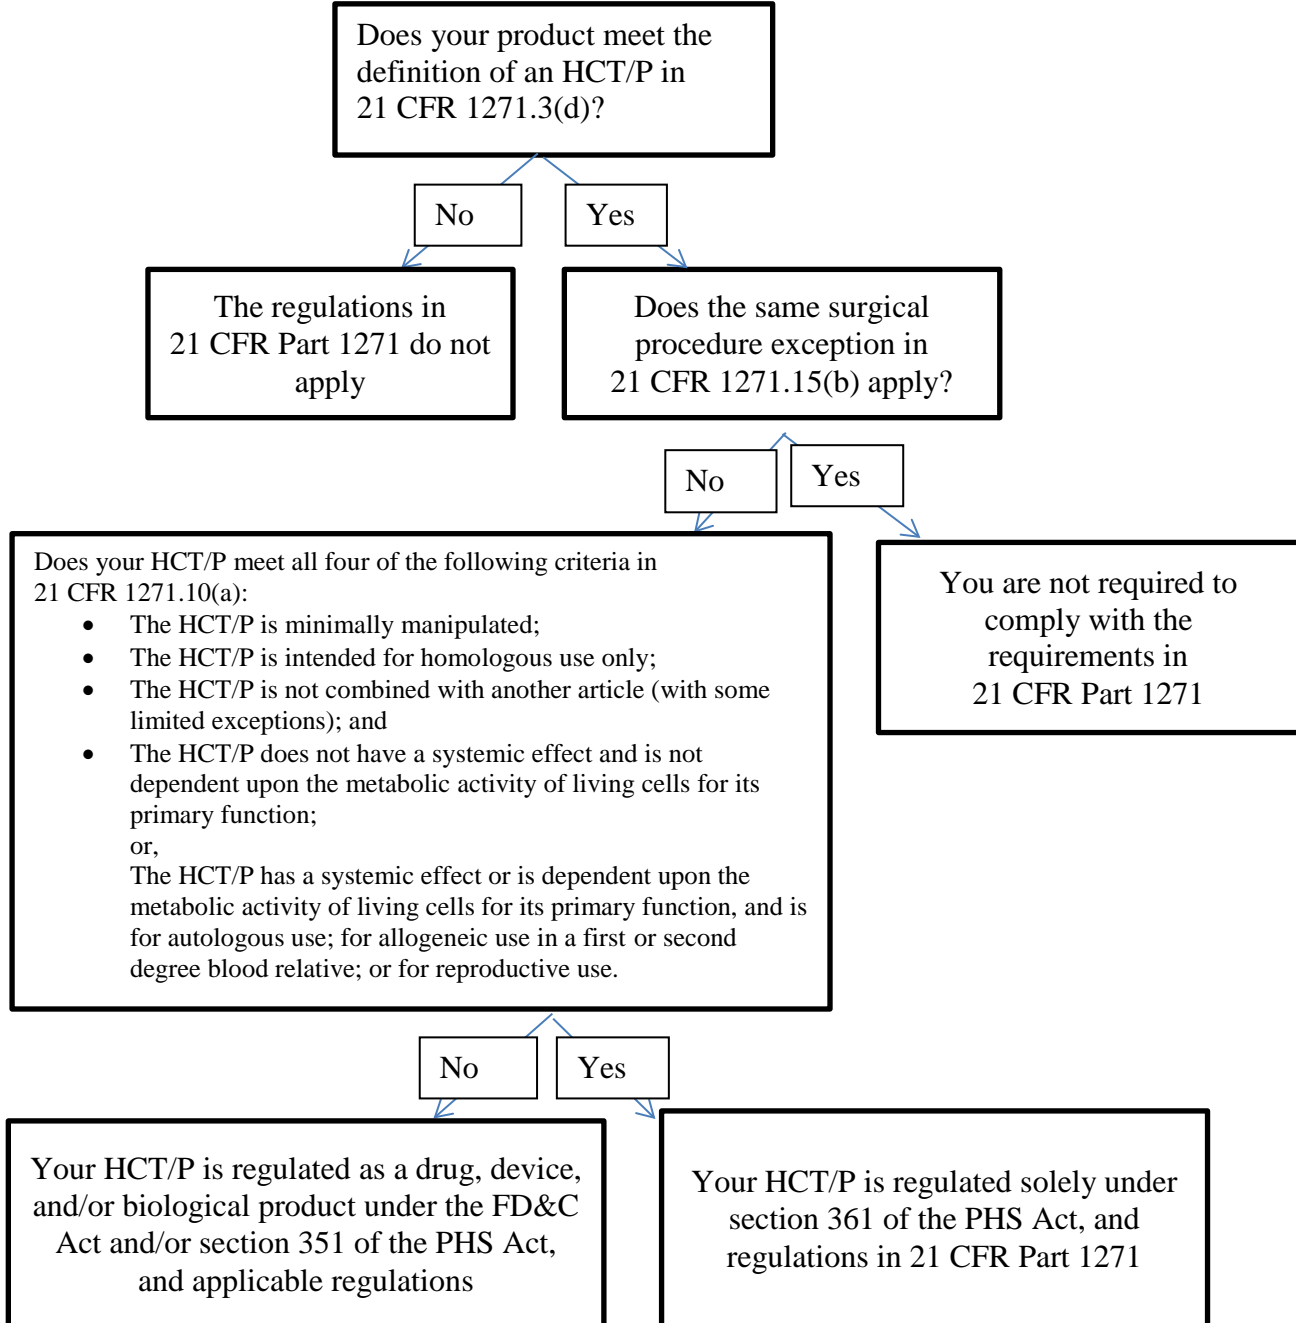 Does your product meet the
definition of an HCT/P in
21 CFR 1271.3(d)?
No
Yes
The regulations in
21 CFR Part 1271 do not
apply
Does the same surgical
procedure exception in
21 CFR 1271.15(b) apply?
No
Yes
Does your HCT/P meet all four of the following criteria in
21 CFR 1271.10(a):
• The HCT/P is minimally manipulated;
• The HCT/P is intended for homologous use only;
• The HCT/P is not combined with another article (with some
limited exceptions); and
• The HCT/P does not have a systemic effect and is not
dependent upon the metabolic activity of living cells for its
primary function;
or,
The HCT/P has a systemic effect or is dependent upon the
metabolic activity of living cells for its primary function, and is
for autologous use; for allogeneic use in a first or second
degree blood relative; or for reproductive use.
You are not required to
comply with the
requirements in
21 CFR Part 1271
No
Yes
Your HCT/P is regulated as a drug, device,
and/or biological product under the FD&C
Act and/or section 351 of the PHS Act,
and applicable regulations
Your HCT/P is regulated solely under
section 361 of the PHS Act, and
regulations in 21 CFR Part 1271